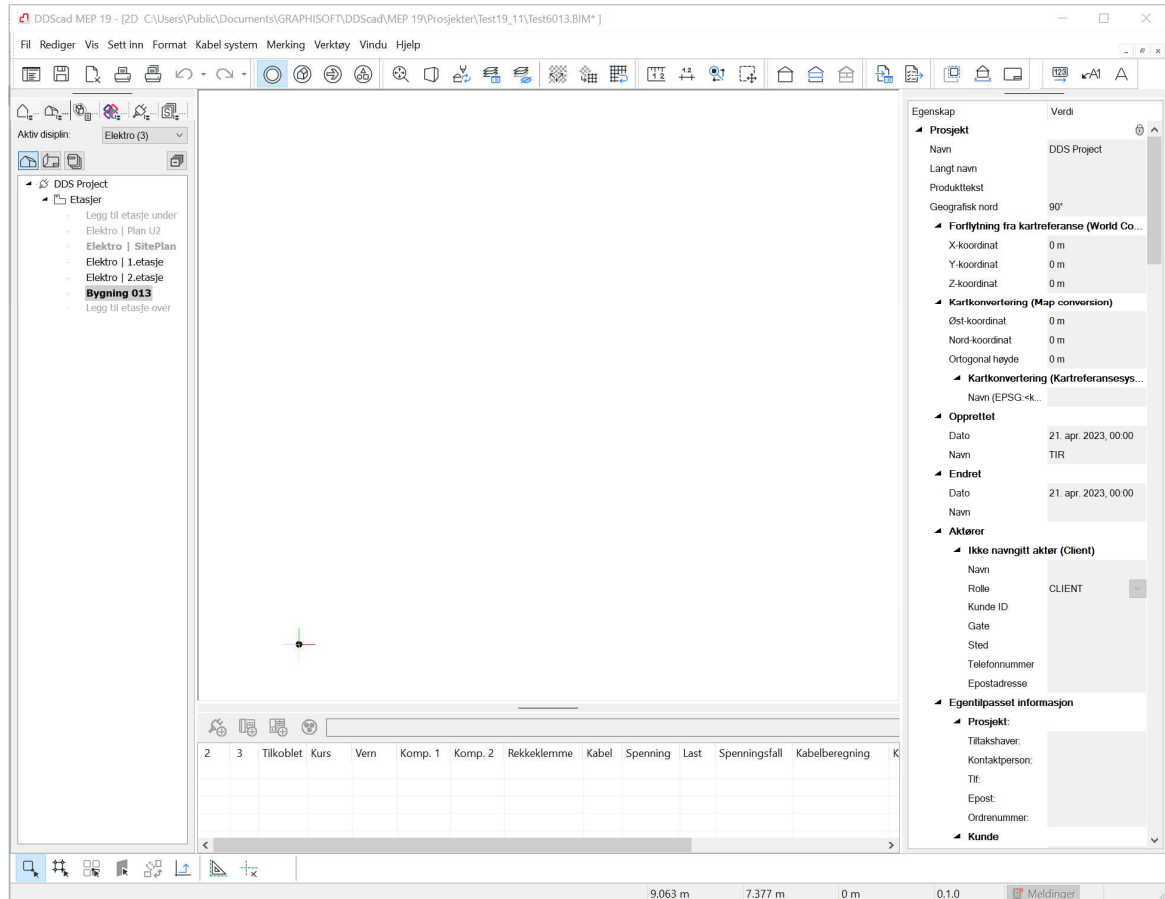 DDScad MEP 19 - [2D C:\Users\Public\Documents\GRAPHISOFT\DDScad\MEP 19\Prosjekter\Test19_11\Test6013.BIM* ]
Fil Rediger Vis Sett inn Format Kabel system Merking Verktøy Vindu Hjelp
Aktiv disiplin: Elektro (3)
DDS Project
Etasjer
Legg til etasje under
Elektro | Plan U2
Elektro | SitePlan
Elektro | 1.etasje
Elektro | 2.etasje
Bygning 013
Legg til etasje over
2 3 Tilkoblet Kurs Vern Komp. 1 Komp. 2 Rekkeklemme Kabel Spenning Last Spenningsfall Kabelberegning K
Egenskap Verdi
Prosjekt
Navn DDS Project
Langt navn
Produkttekst
Geografisk nord 90°
Forflytning fra kartreferanse (World Co...
X-koordinat 0 m
Y-koordinat 0 m
Z-koordinat 0 m
Kartkonvertering (Map conversion)
Øst-koordinat 0 m
Nord-koordinat 0 m
Ortogonal høyde 0 m
Kartkonvertering (Kartreferansesys...
Navn (EPSG:<k...
Opprettet
Dato 21. apr. 2023, 00:00
Navn TIR
Endret
Dato 21. apr. 2023, 00:00
Navn
Aktører
Ikke navngitt aktør (Client)
Navn
Rolle CLIENT
Kunde ID
Gate
Sted
Telefonnummer
Epostadresse
Egentilpasset informasjon
Prosjekt:
Tiltakshaver:
Kontaktperson:
Tlf:
Epost:
Ordrenummer:
Kunde
9.063 m 7.377 m 0 m 0.1.0 Meldinger